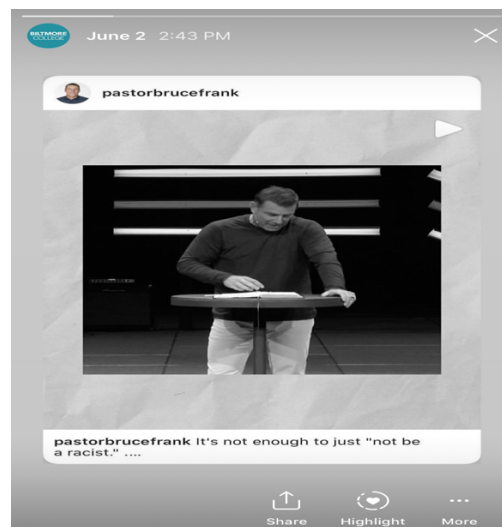 BILTMORE
COLLEGE
June 2 2:43 PM
pastorbrucefrank
pastorbrucefrank It's not enough to just "not be
a racist." ....
Share Highlight More